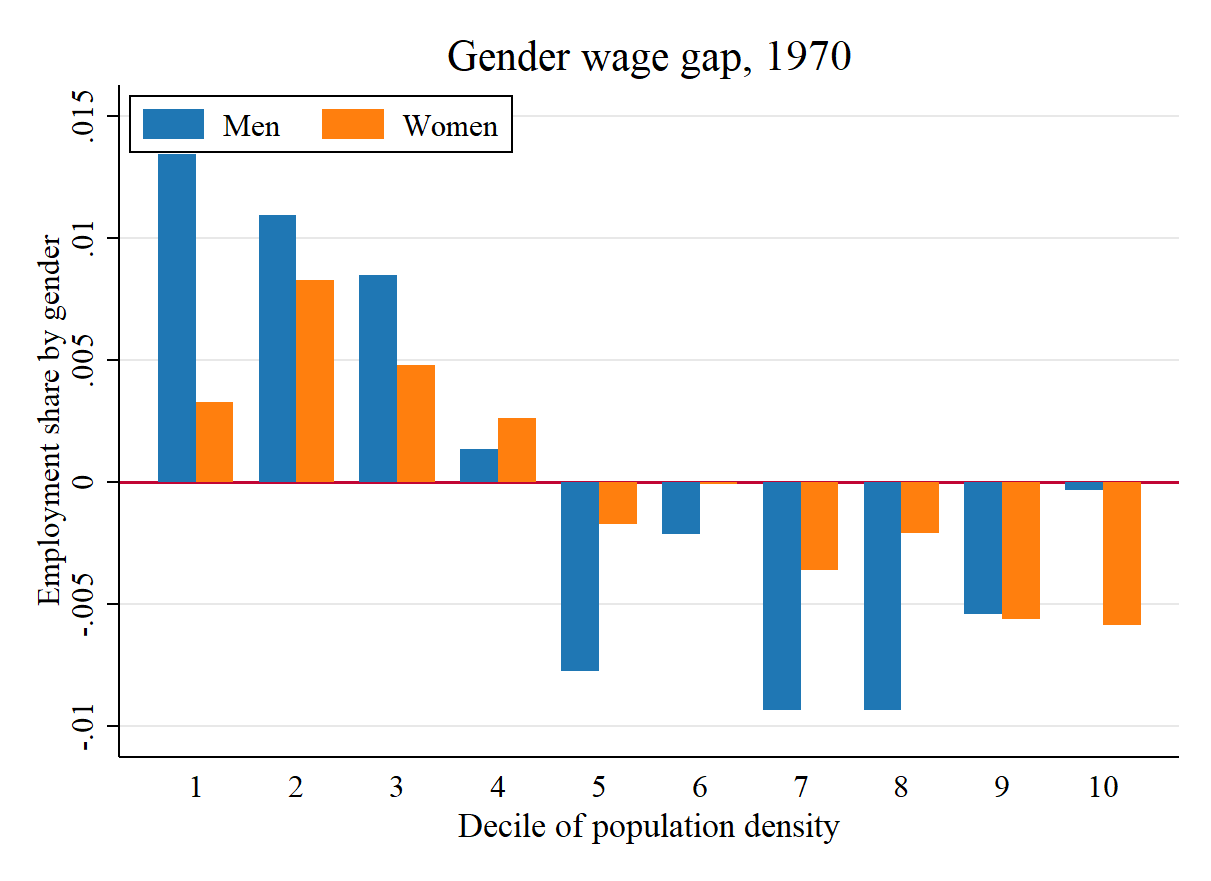 Gender wage gap, 1970
Men
Women
Employment share by gender
.015
.01
.005
0
-.005
-.01
1 2 3 4 5 6 7 8 9 10
Decile of population density